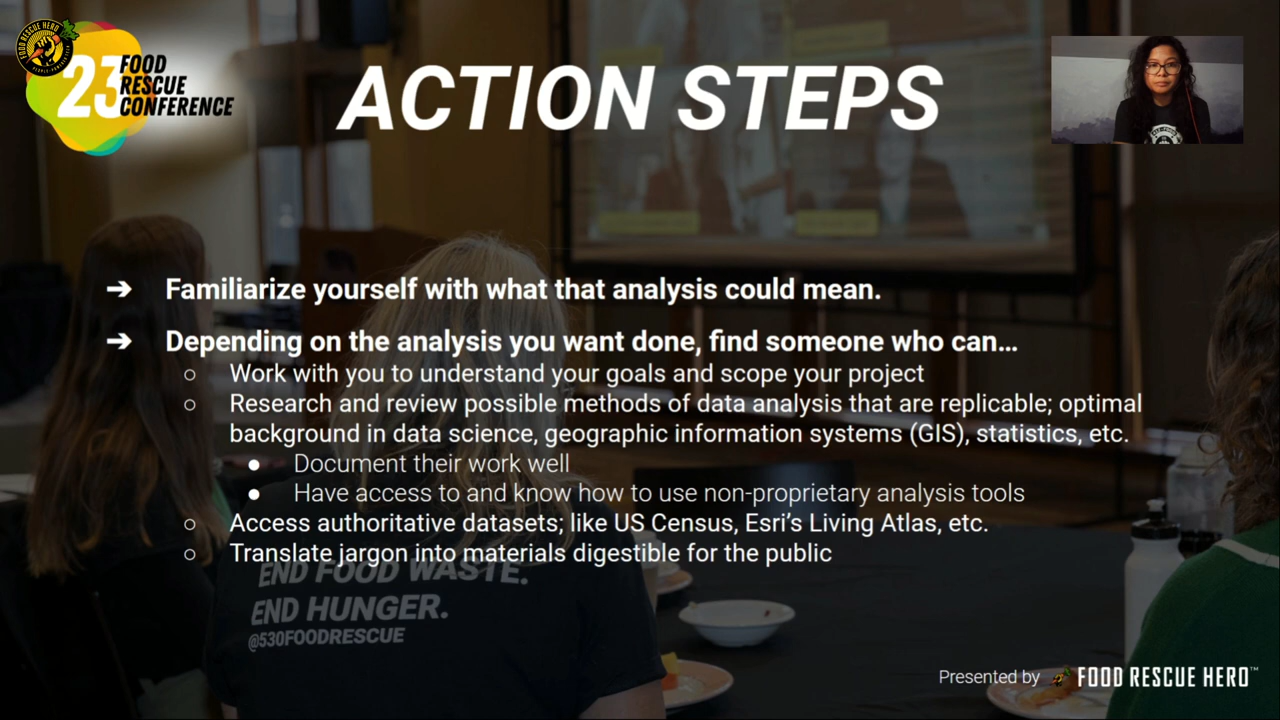 FOOD RESCUE HERO
PEOPLE-POWERED TECH
23 FOOD
RESCUE
CONFERENCE
ACTION STEPS
➔ Familiarize yourself with what that analysis could mean.
➔ Depending on the analysis you want done, find someone who can...
○ Work with you to understand your goals and scope your project
○ Research and review possible methods of data analysis that are replicable; optimal
background in data science, geographic information systems (GIS), statistics, etc.
● Document their work well
● Have access to and know how to use non-proprietary analysis tools
○ Access authoritative datasets; like US Census, Esri's Living Atlas, etc.
○ Translate jargon into materials digestible for the public
END FOOD WASTE.
END HUNGER.
@530FOODRESCUE
Presented by FOOD RESCUE HERO™